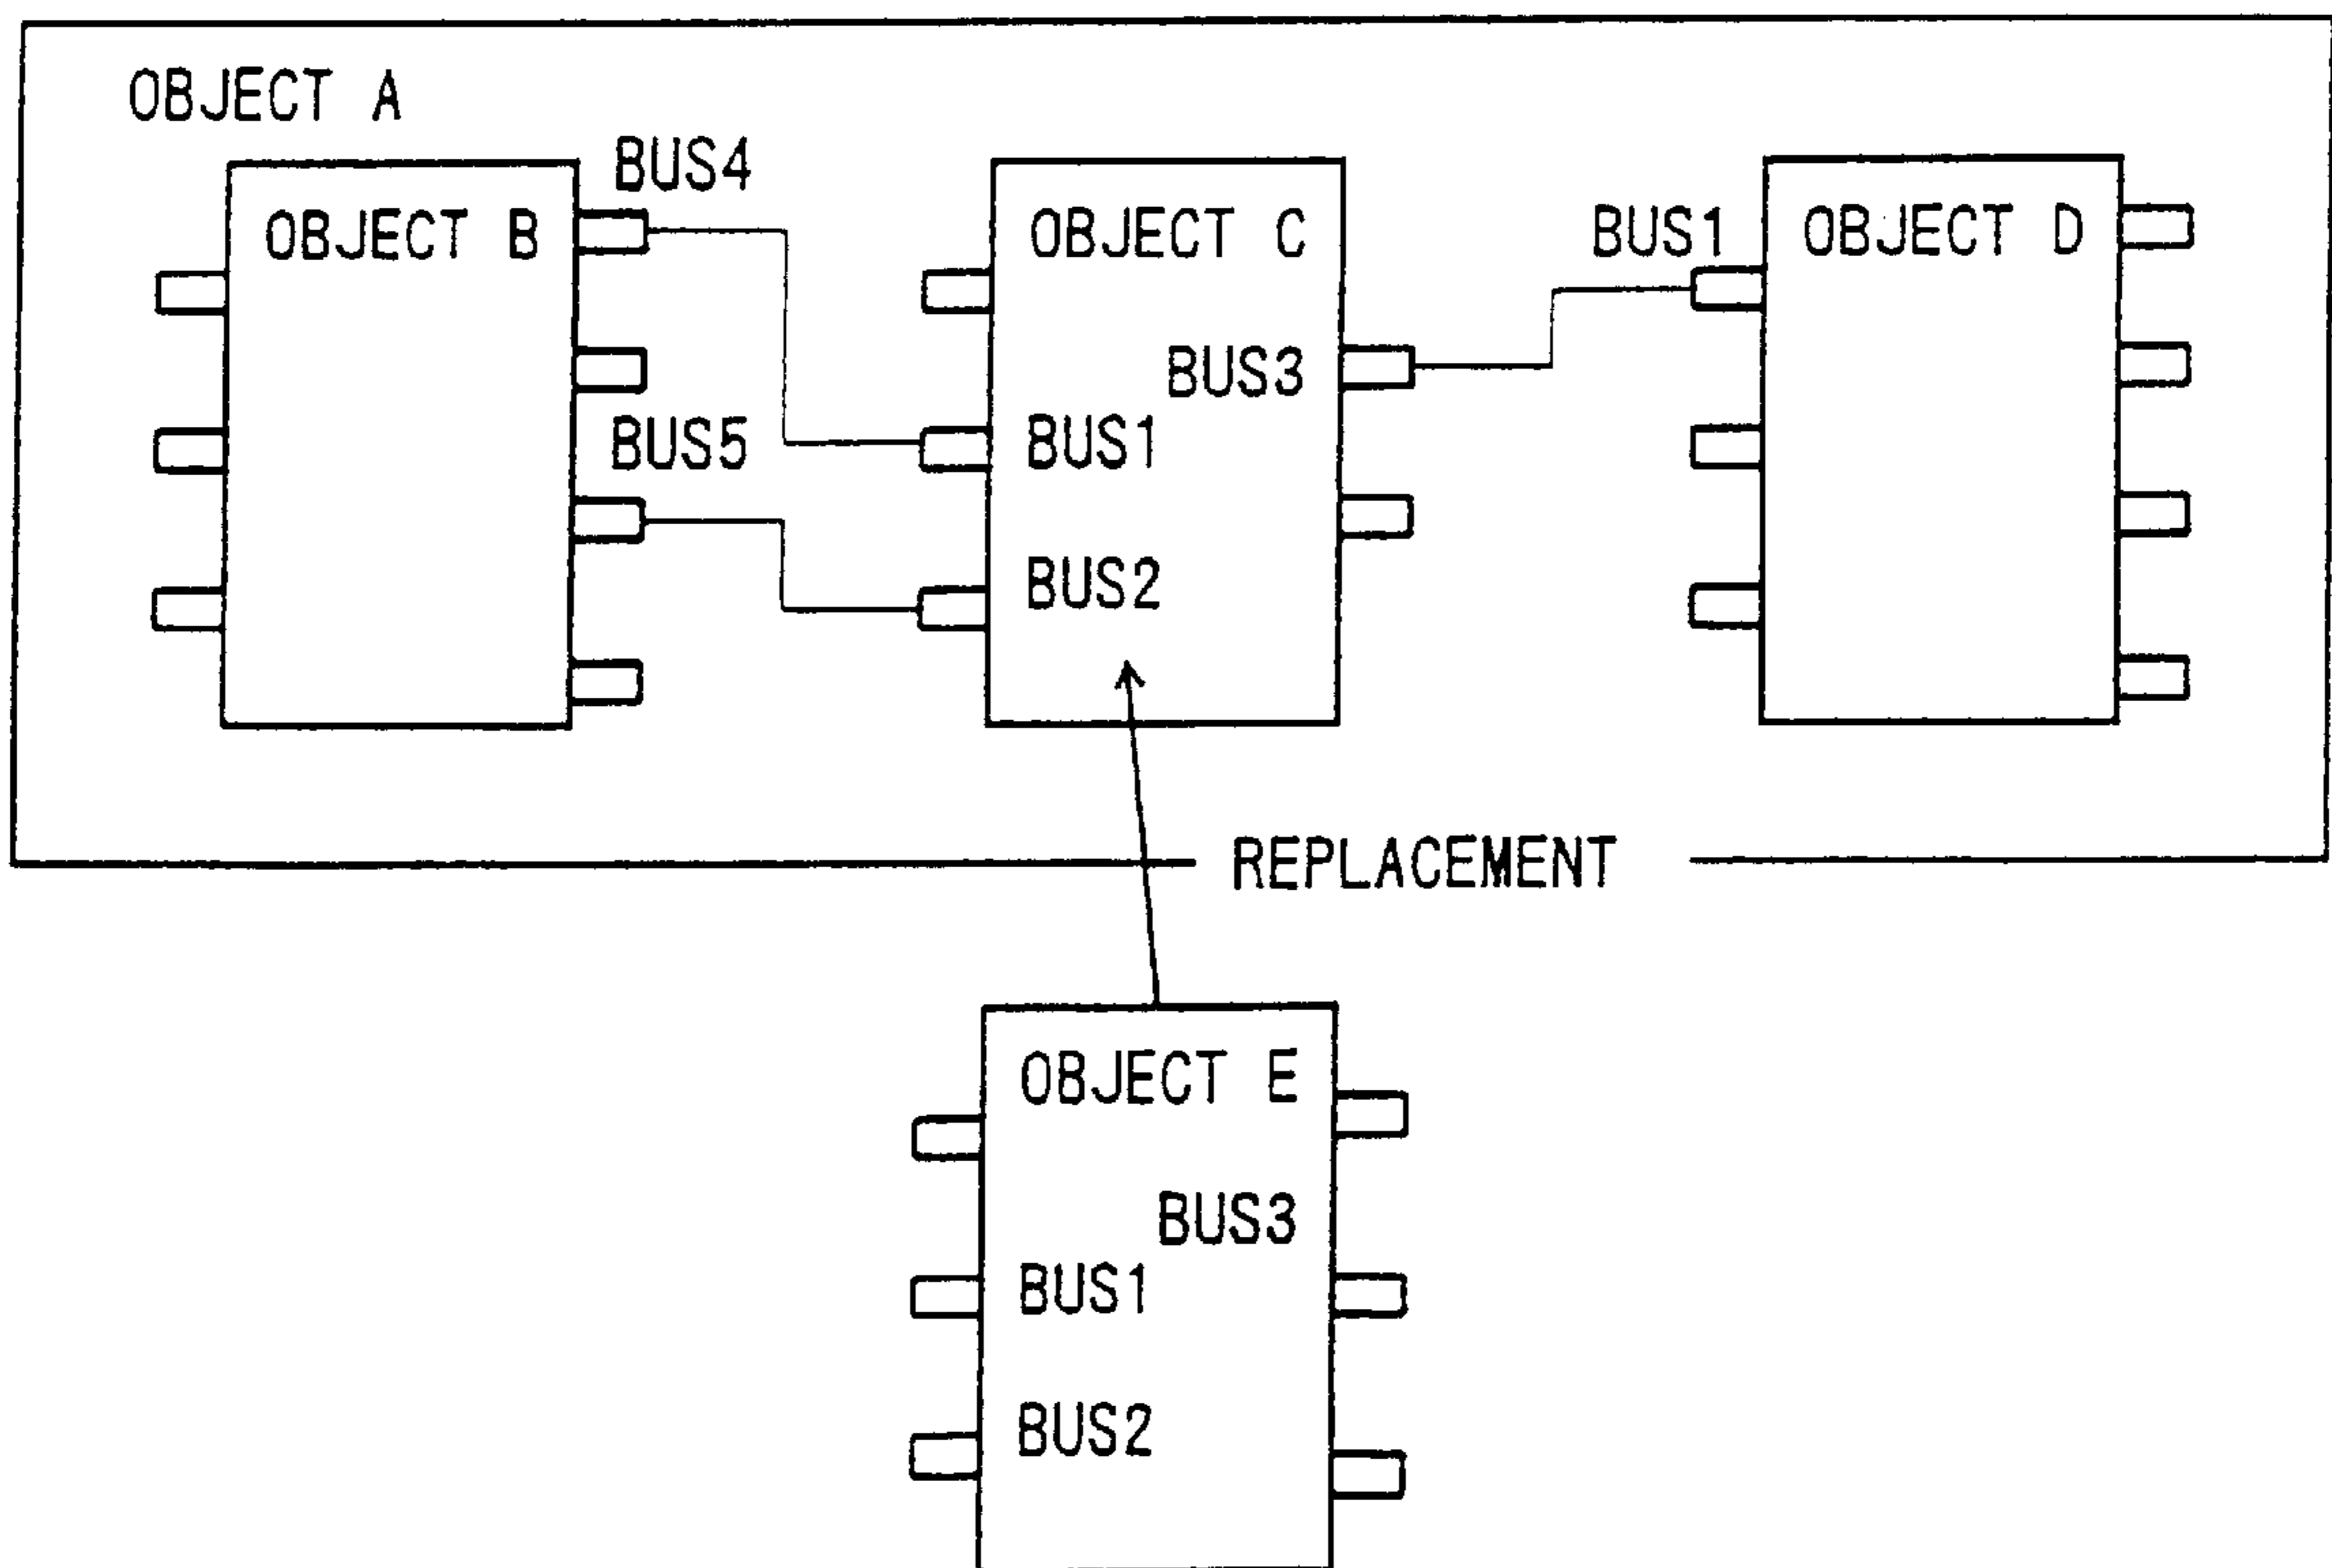 OBJECT A
BUS4
OBJECT B
OBJECT C
BUS1
OBJECT D
BUS3
BUS5
BUS1
BUS2
REPLACEMENT
OBJECT E
BUS3
BUS1
BUS2